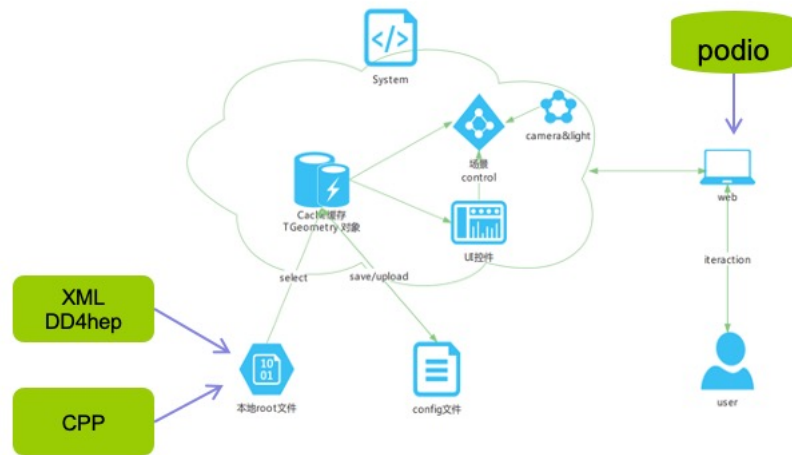 podio
System
camera&light
场景
control
Cache缓存
TGeometry 对象
UI控件
web
select
save/upload
iteraction
XML
DD4hep
CPP
10
01
本地root文件
config文件
user